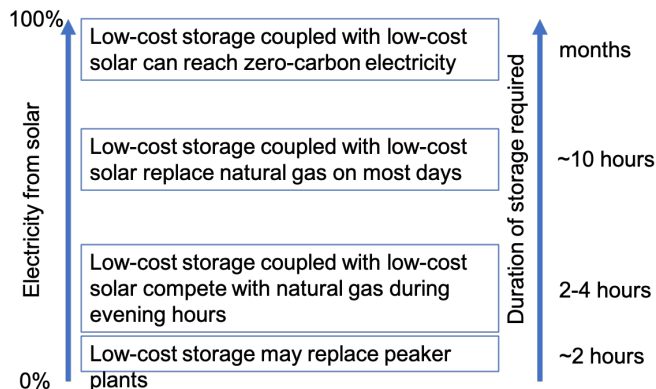 100%
Electricity from solar
0%
Low-cost storage coupled with low-cost
solar can reach zero-carbon electricity
Low-cost storage coupled with low-cost
solar replace natural gas on most days
Low-cost storage coupled with low-cost
solar compete with natural gas during
evening hours
Low-cost storage may replace peaker
plants
Duration of storage required
months
~10 hours
2-4 hours
~2 hours